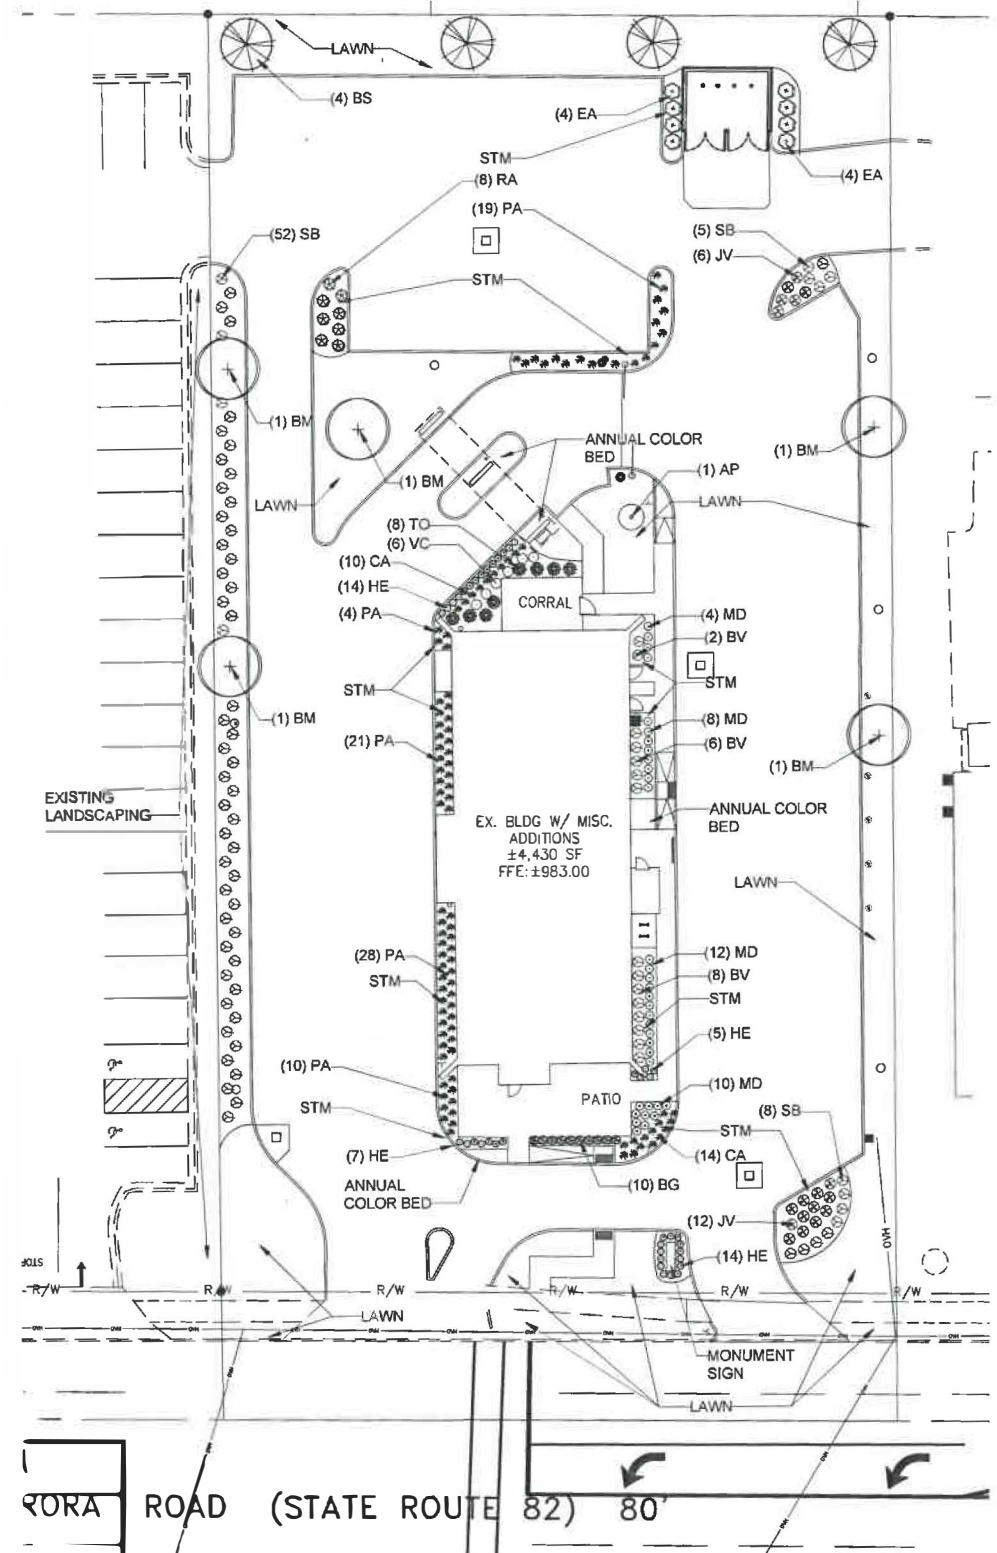 LAWN
(4) BS
(4) EA
STM
(4) EA
(8) RA
(19) PA
(52) SB
(5) SB
(6) JV
STM
(1) BM
ANNUAL COLOR
BED
(1) BM
(1) AP
(1) BM
LAWN
LAWN
(8) TO
(6) VC
(10) CA
(14) HE
(4) PA
CORRAL
(4) MD
(2) BV
STM
STM
(1) BM
(8) MD
(21) PA
(6) BV
(1) BM
EXISTING
LANDSCAPING
ANNUAL COLOR
BED
EX. BLDG W/ MISC.
ADDITIONS
±4,430 SF
FFE: ±983.00
LAWN
(28) PA
STM
(12) MD
(8) BV
STM
(5) HE
(10) PA
PATIO
(10) MD
STM
(8) SB
STM
(7) HE
(14) CA
ANNUAL
COLOR BED
(10) BG
(12) JV
OVH
(14) HE
STOP
R/W
R/W
R/W
R/W
R/W
R/W
LAWN
MONUMENT
SIGN
LAWN
RORA ROAD (STATE ROUTE 82) 80'